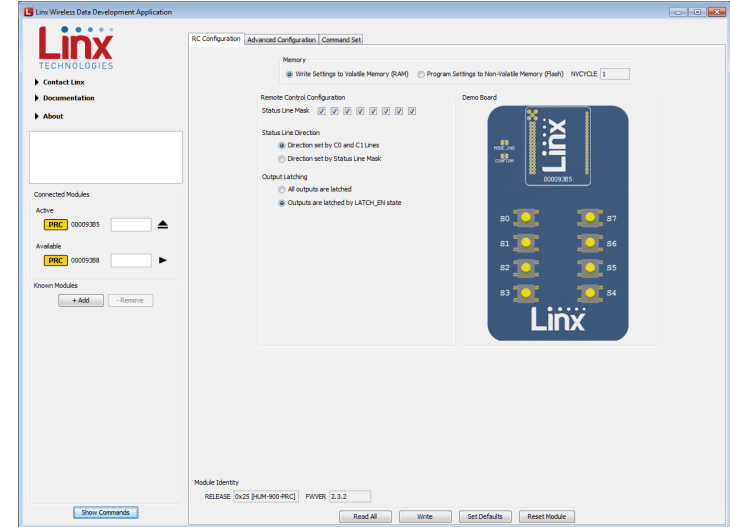 Linx Wireless Data Development Application
Linx
TECHNOLOGIES
Contact Linx
Documentation
About
Connected Modules
Active
PRC 000093B5
Available
PRC 000093B8
Known Modules
+ Add - Remove
Show Commands
RC Configuration Advanced Configuration Command Set
Memory
Write Settings to Volatile Memory (RAM) Program Settings to Non-Volatile Memory (Flash) NVCYCLE 1
Remote Control Configuration
Status Line Mask
Status Line Direction
Direction set by C0 and C1 Lines
Direction set by Status Line Mask
Output Latching
All outputs are latched
Outputs are latched by LATCH_EN state
Demo Board
Linx
MODE_IND
CONFIRM
000093B5
S0 S7
S1 S6
S2 S5
S3 S4
Linx
Module Identity
RELEASE 0x25 [HUM-900-PRC] FWVER 2.3.2
Read All Write Set Defaults Reset Module